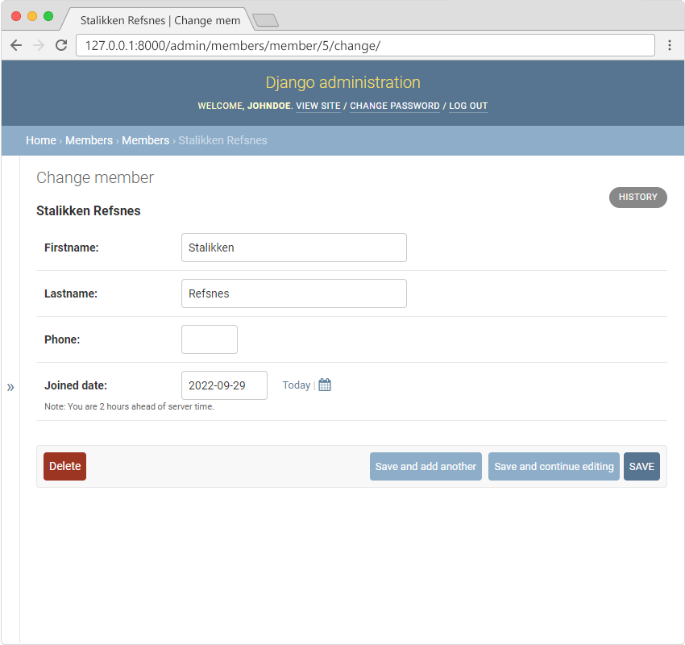 Stalikken Refsnes | Change mem
127.0.0.1:8000/admin/members/member/5/change/
Django administration
WELCOME, JOHNDOE. VIEW SITE / CHANGE PASSWORD / LOG OUT
Home › Members › Members › Stalikken Refsnes
Change member
HISTORY
Stalikken Refsnes
Firstname: Stalikken
Lastname: Refsnes
Phone:
» Joined date: 2022-09-29 Today |
Note: You are 2 hours ahead of server time.
Delete Save and add another Save and continue editing SAVE